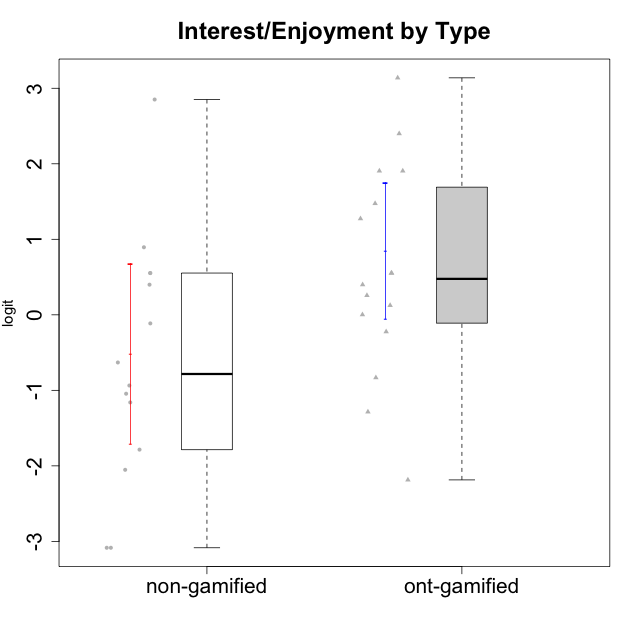 Interest/Enjoyment by Type
3
2
1
0
-1
-2
-3
logit
non-gamified
ont-gamified